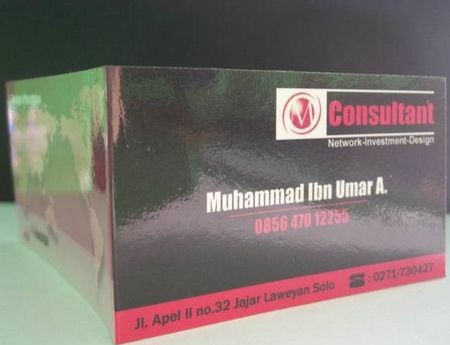 M Consultant
Network-Investment-Design
Muhammad Ibn Umar A.
0856 470 12255
Jl. Apel II no.32 Jajar Laweyan Solo ☎: 0271-730427